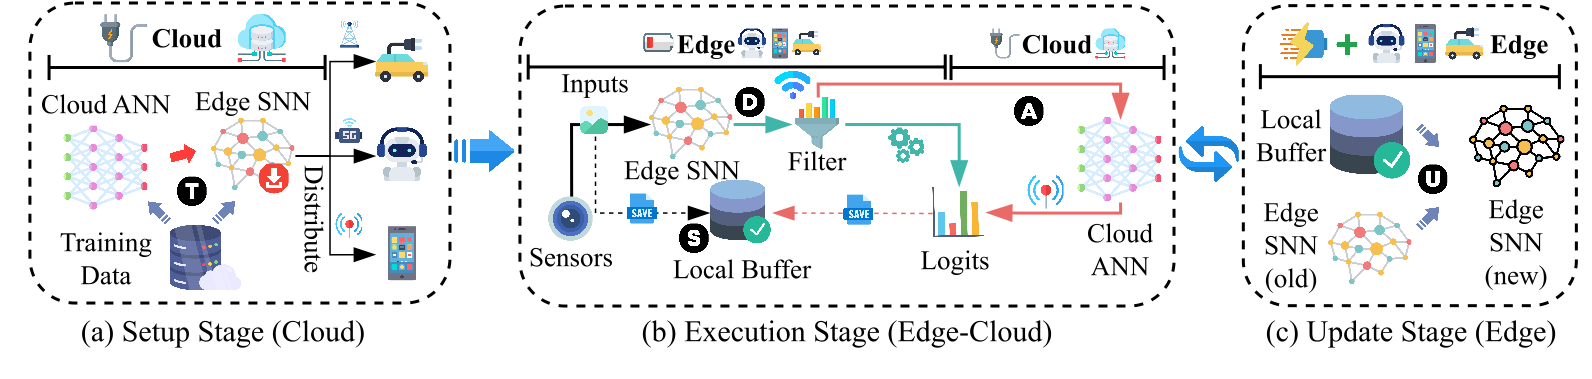 Cloud
Cloud ANN
Edge SNN
T
Training
Data
Distribute
5G
(a) Setup Stage (Cloud)
Edge
Cloud
Inputs
D
A
Edge SNN
Filter
SAVE
SAVE
S
Sensors
Local Buffer
Logits
Cloud
ANN
(b) Execution Stage (Edge-Cloud)
Edge
Local
Buffer
U
Edge
SNN
(old)
Edge
SNN
(new)
(c) Update Stage (Edge)